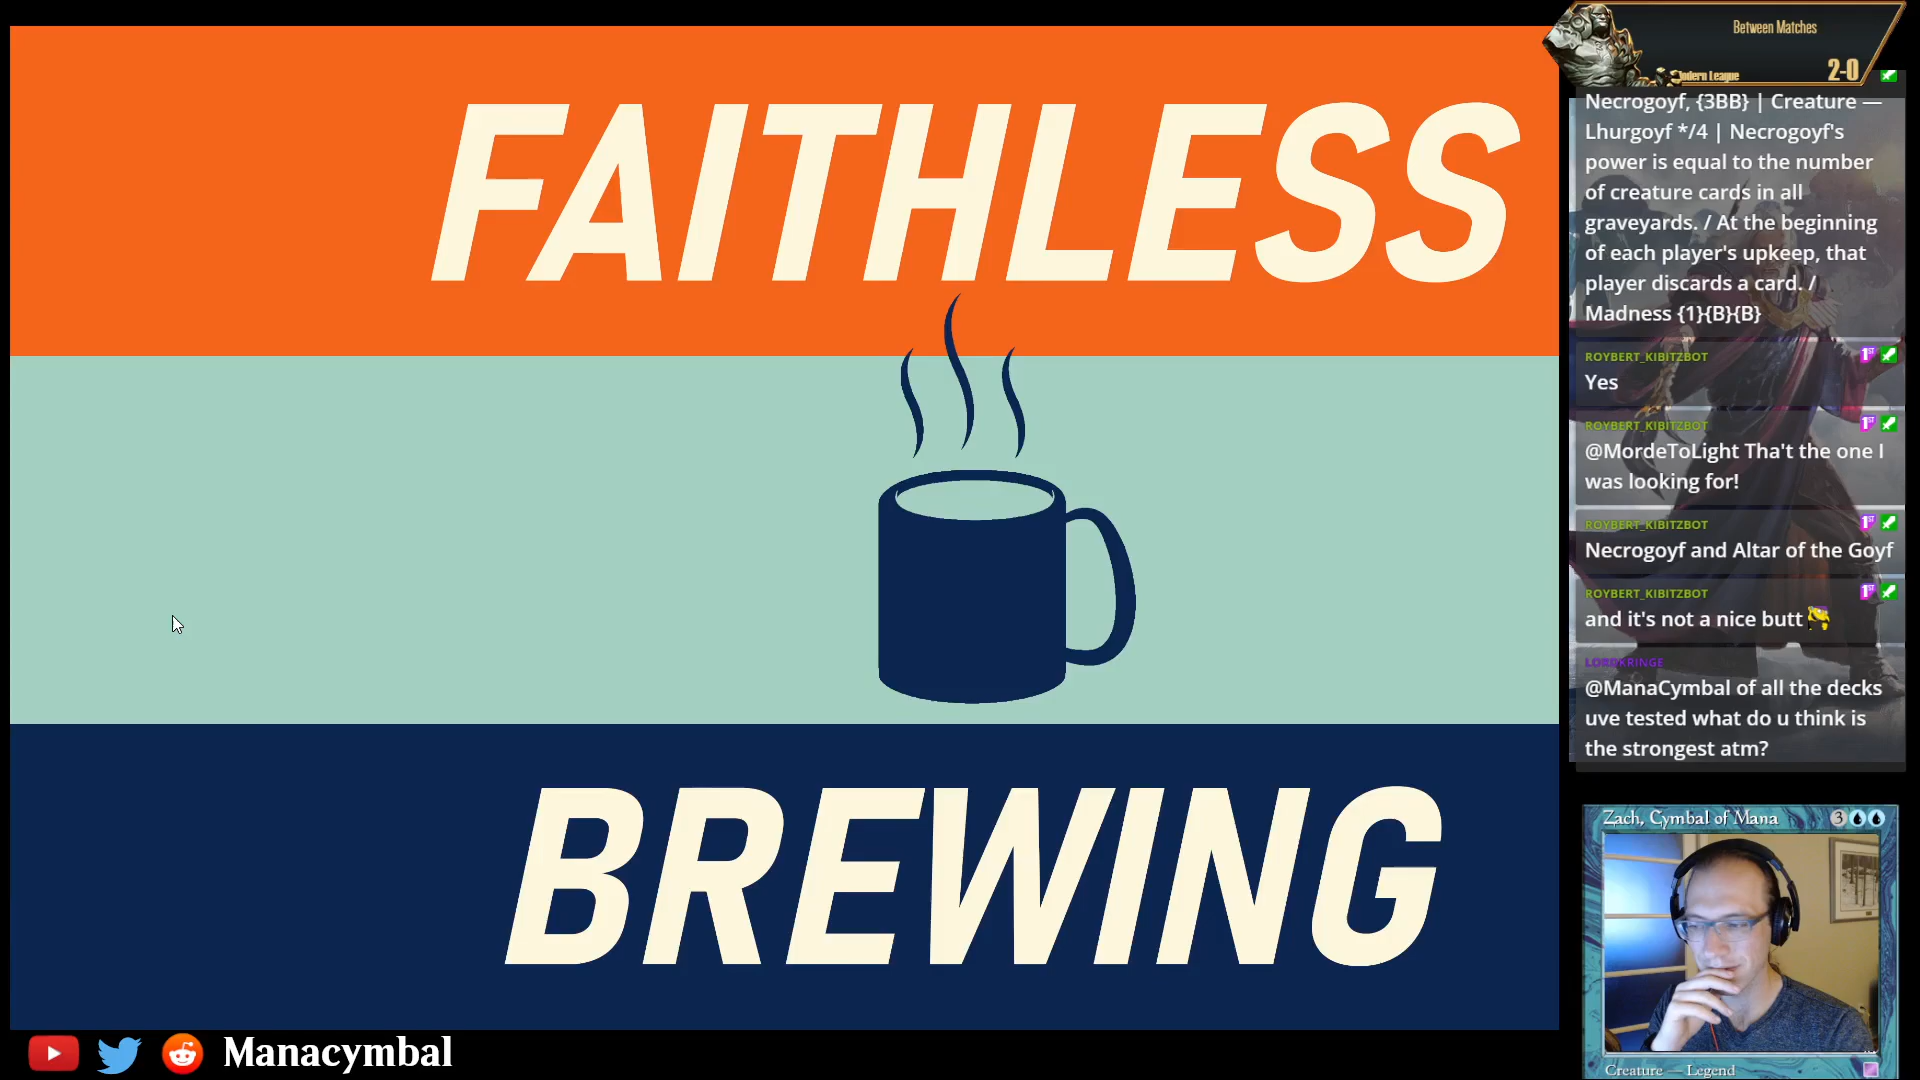 FAITHLESS
BREWING
Manacymbal
Between Matches
Modern League
2-0
Necrogoyf, {3BB} | Creature —
Lhurgoyf */4 | Necrogoyf's
power is equal to the number
of creature cards in all
graveyards. / At the beginning
of each player's upkeep, that
player discards a card. /
Madness {1}{B}{B}
ROYBERT_KIBITZBOT
Yes
ROYBERT_KIBITZBOT
@MordeToLight Tha't the one I
was looking for!
ROYBERT_KIBITZBOT
Necrogoyf and Altar of the Goyf
ROYBERT_KIBITZBOT
and it's not a nice butt
LORDKRINGE
@ManaCymbal of all the decks
uve tested what do u think is
the strongest atm?
Zach, Cymbal of Mana 3
Creature — Legend